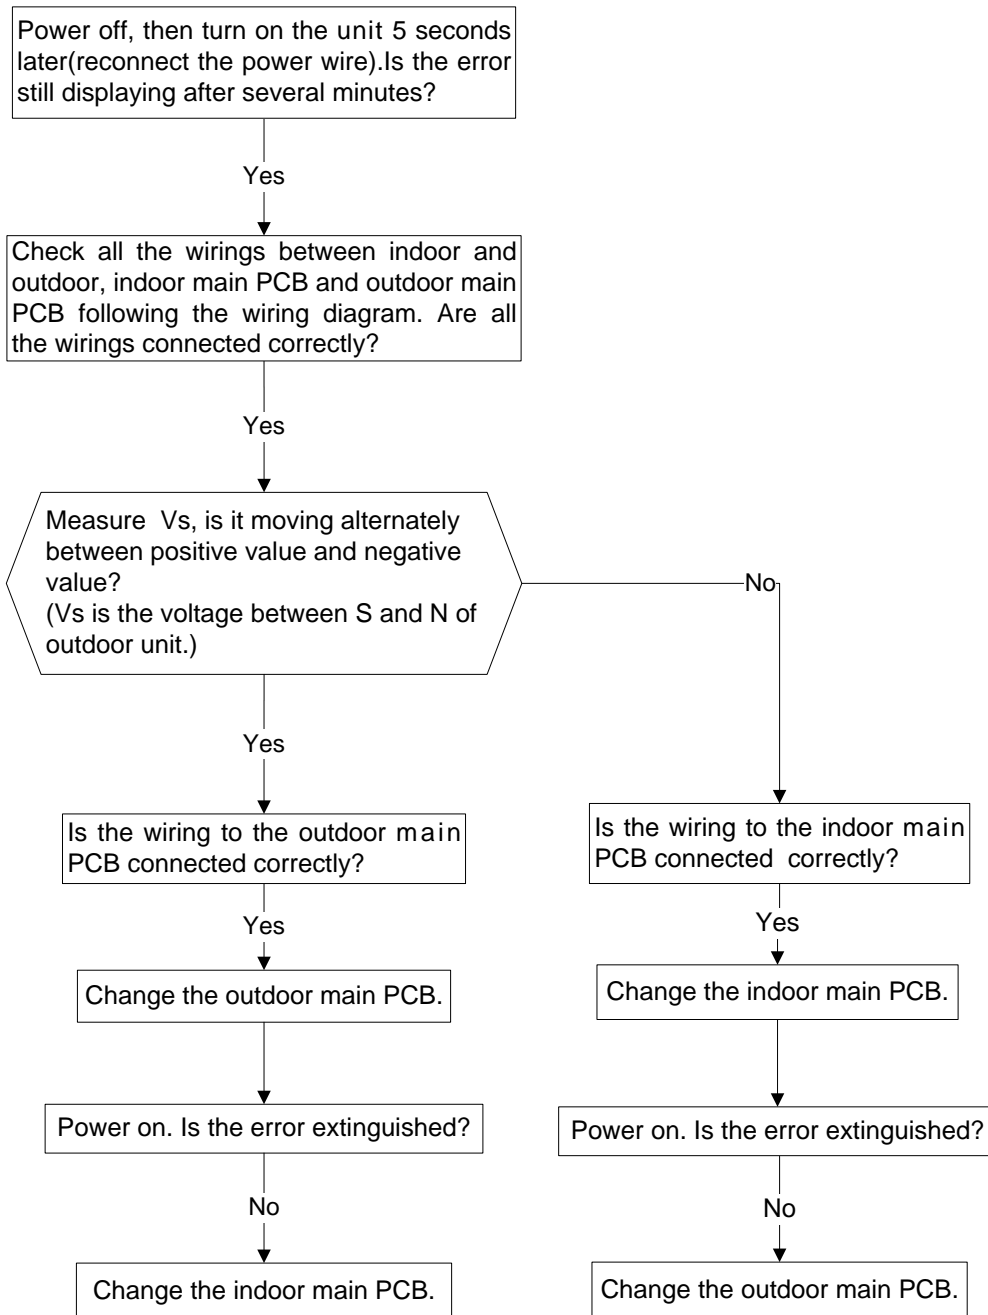 Power off, then turn on the unit 5 seconds
later(reconnect the power wire).Is the error
still displaying after several minutes?
Yes
Check all the wirings between indoor and
outdoor, indoor main PCB and outdoor main
PCB following the wiring diagram. Are all
the wirings connected correctly?
Yes
Measure Vs, is it moving alternately
between positive value and negative
value?
(Vs is the voltage between S and N of
outdoor unit.)
No
Yes
Is the wiring to the outdoor main
PCB connected correctly?
Yes
Change the outdoor main PCB.
Power on. Is the error extinguished?
No
Change the indoor main PCB.
Is the wiring to the indoor main
PCB connected correctly?
Yes
Change the indoor main PCB.
Power on. Is the error extinguished?
No
Change the outdoor main PCB.